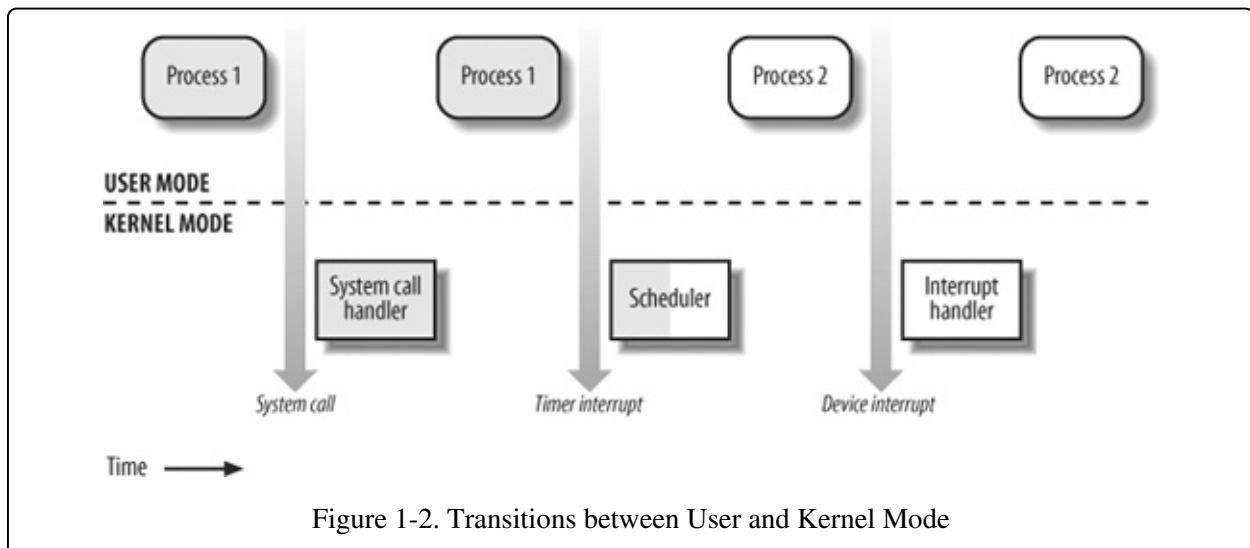 Process 1
Process 1
Process 2
Process 2
USER MODE
KERNEL MODE
System call
handler
Scheduler
Interrupt
handler
System call
Timer interrupt
Device interrupt
Time
Figure 1-2. Transitions between User and Kernel Mode